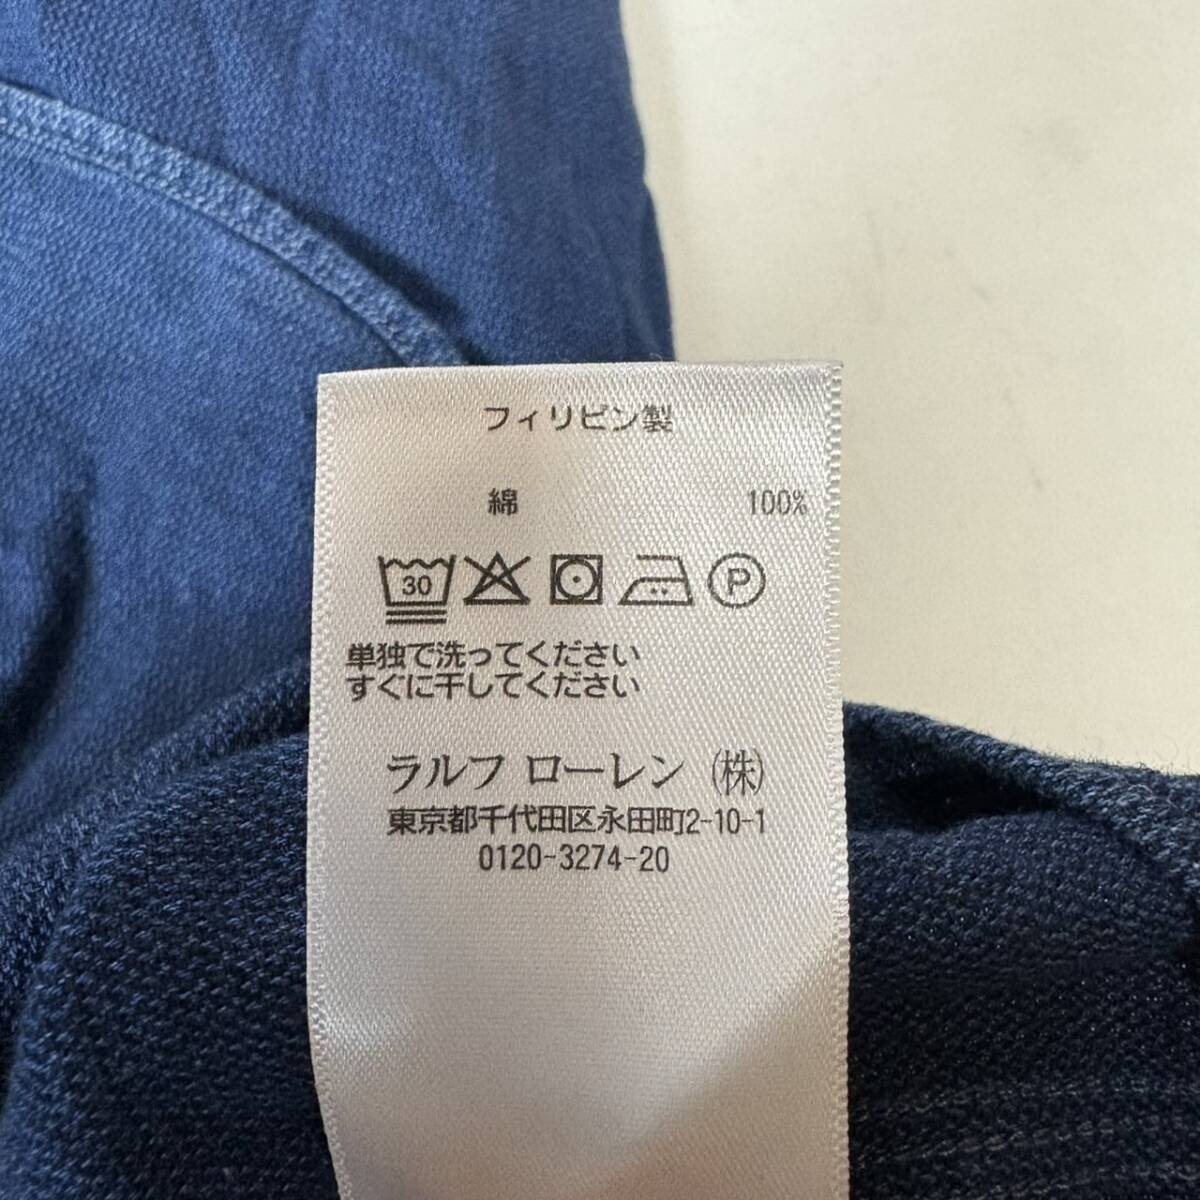 フィリピン製
綿 100%
30 P
単独で洗ってください
すぐに干してください
ラルフ ローレン (株)
東京都千代田区永田町2-10-1
0120-3274-20